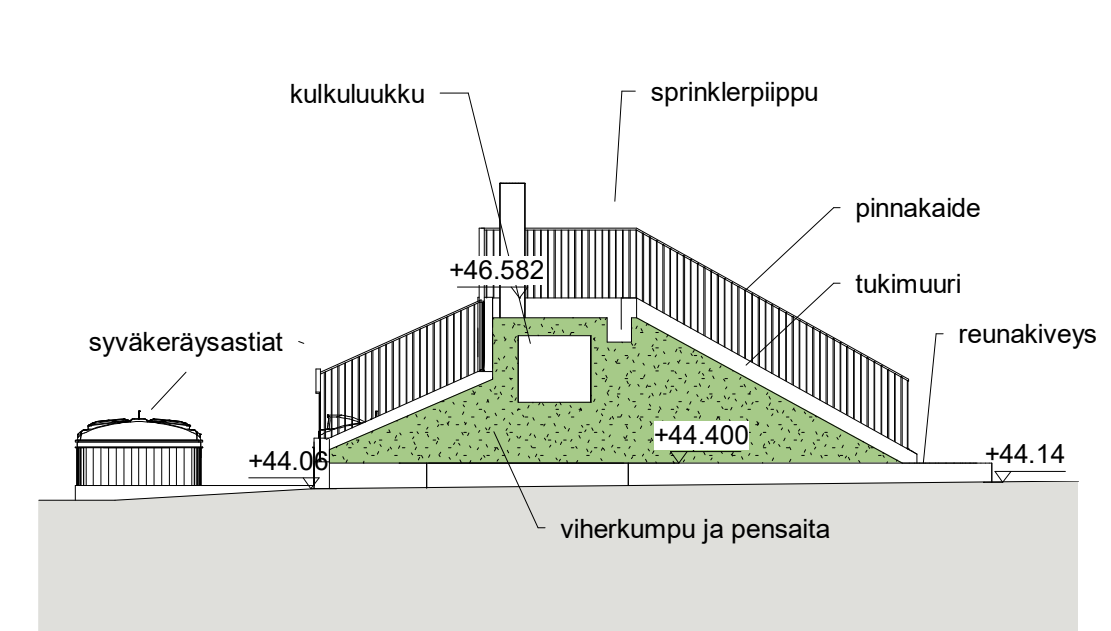 kulkuluukku
sprinklerpiippu
pinnakaide
+46.582
tukimuuri
reunakiveys
syväkeräysastiat
+44.400
+44.06
+44.14
viherkumpu ja pensaita